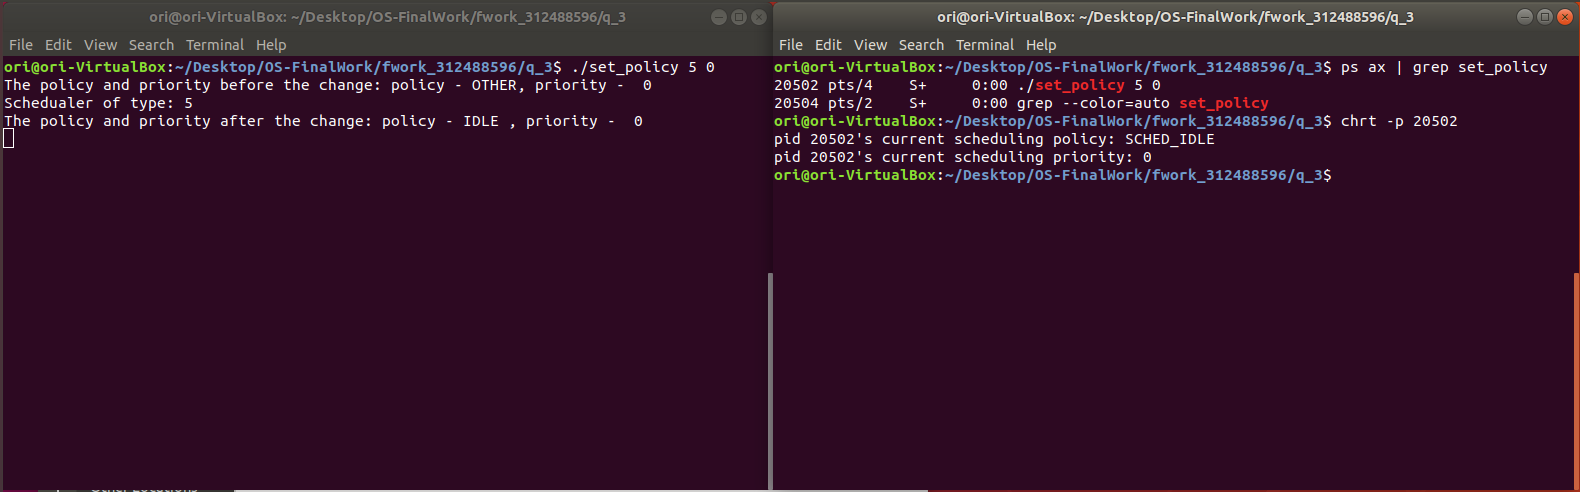 ori@ori-VirtualBox: ~/Desktop/OS-FinalWork/fwork_312488596/q_3
File Edit View Search Terminal Help
ori@ori-VirtualBox:~/Desktop/OS-FinalWork/fwork_312488596/q_3$ ./set_policy 5 0
The policy and priority before the change: policy - OTHER, priority -  0
Schedualer of type: 5
The policy and priority after the change: policy - IDLE , priority -  0
ori@ori-VirtualBox: ~/Desktop/OS-FinalWork/fwork_312488596/q_3
File Edit View Search Terminal Help
ori@ori-VirtualBox:~/Desktop/OS-FinalWork/fwork_312488596/q_3$ ps ax | grep set_policy
20502 pts/4    S+     0:00 ./set_policy 5 0
20504 pts/2    S+     0:00 grep --color=auto set_policy
ori@ori-VirtualBox:~/Desktop/OS-FinalWork/fwork_312488596/q_3$ chrt -p 20502
pid 20502's current scheduling policy: SCHED_IDLE
pid 20502's current scheduling priority: 0
ori@ori-VirtualBox:~/Desktop/OS-FinalWork/fwork_312488596/q_3$